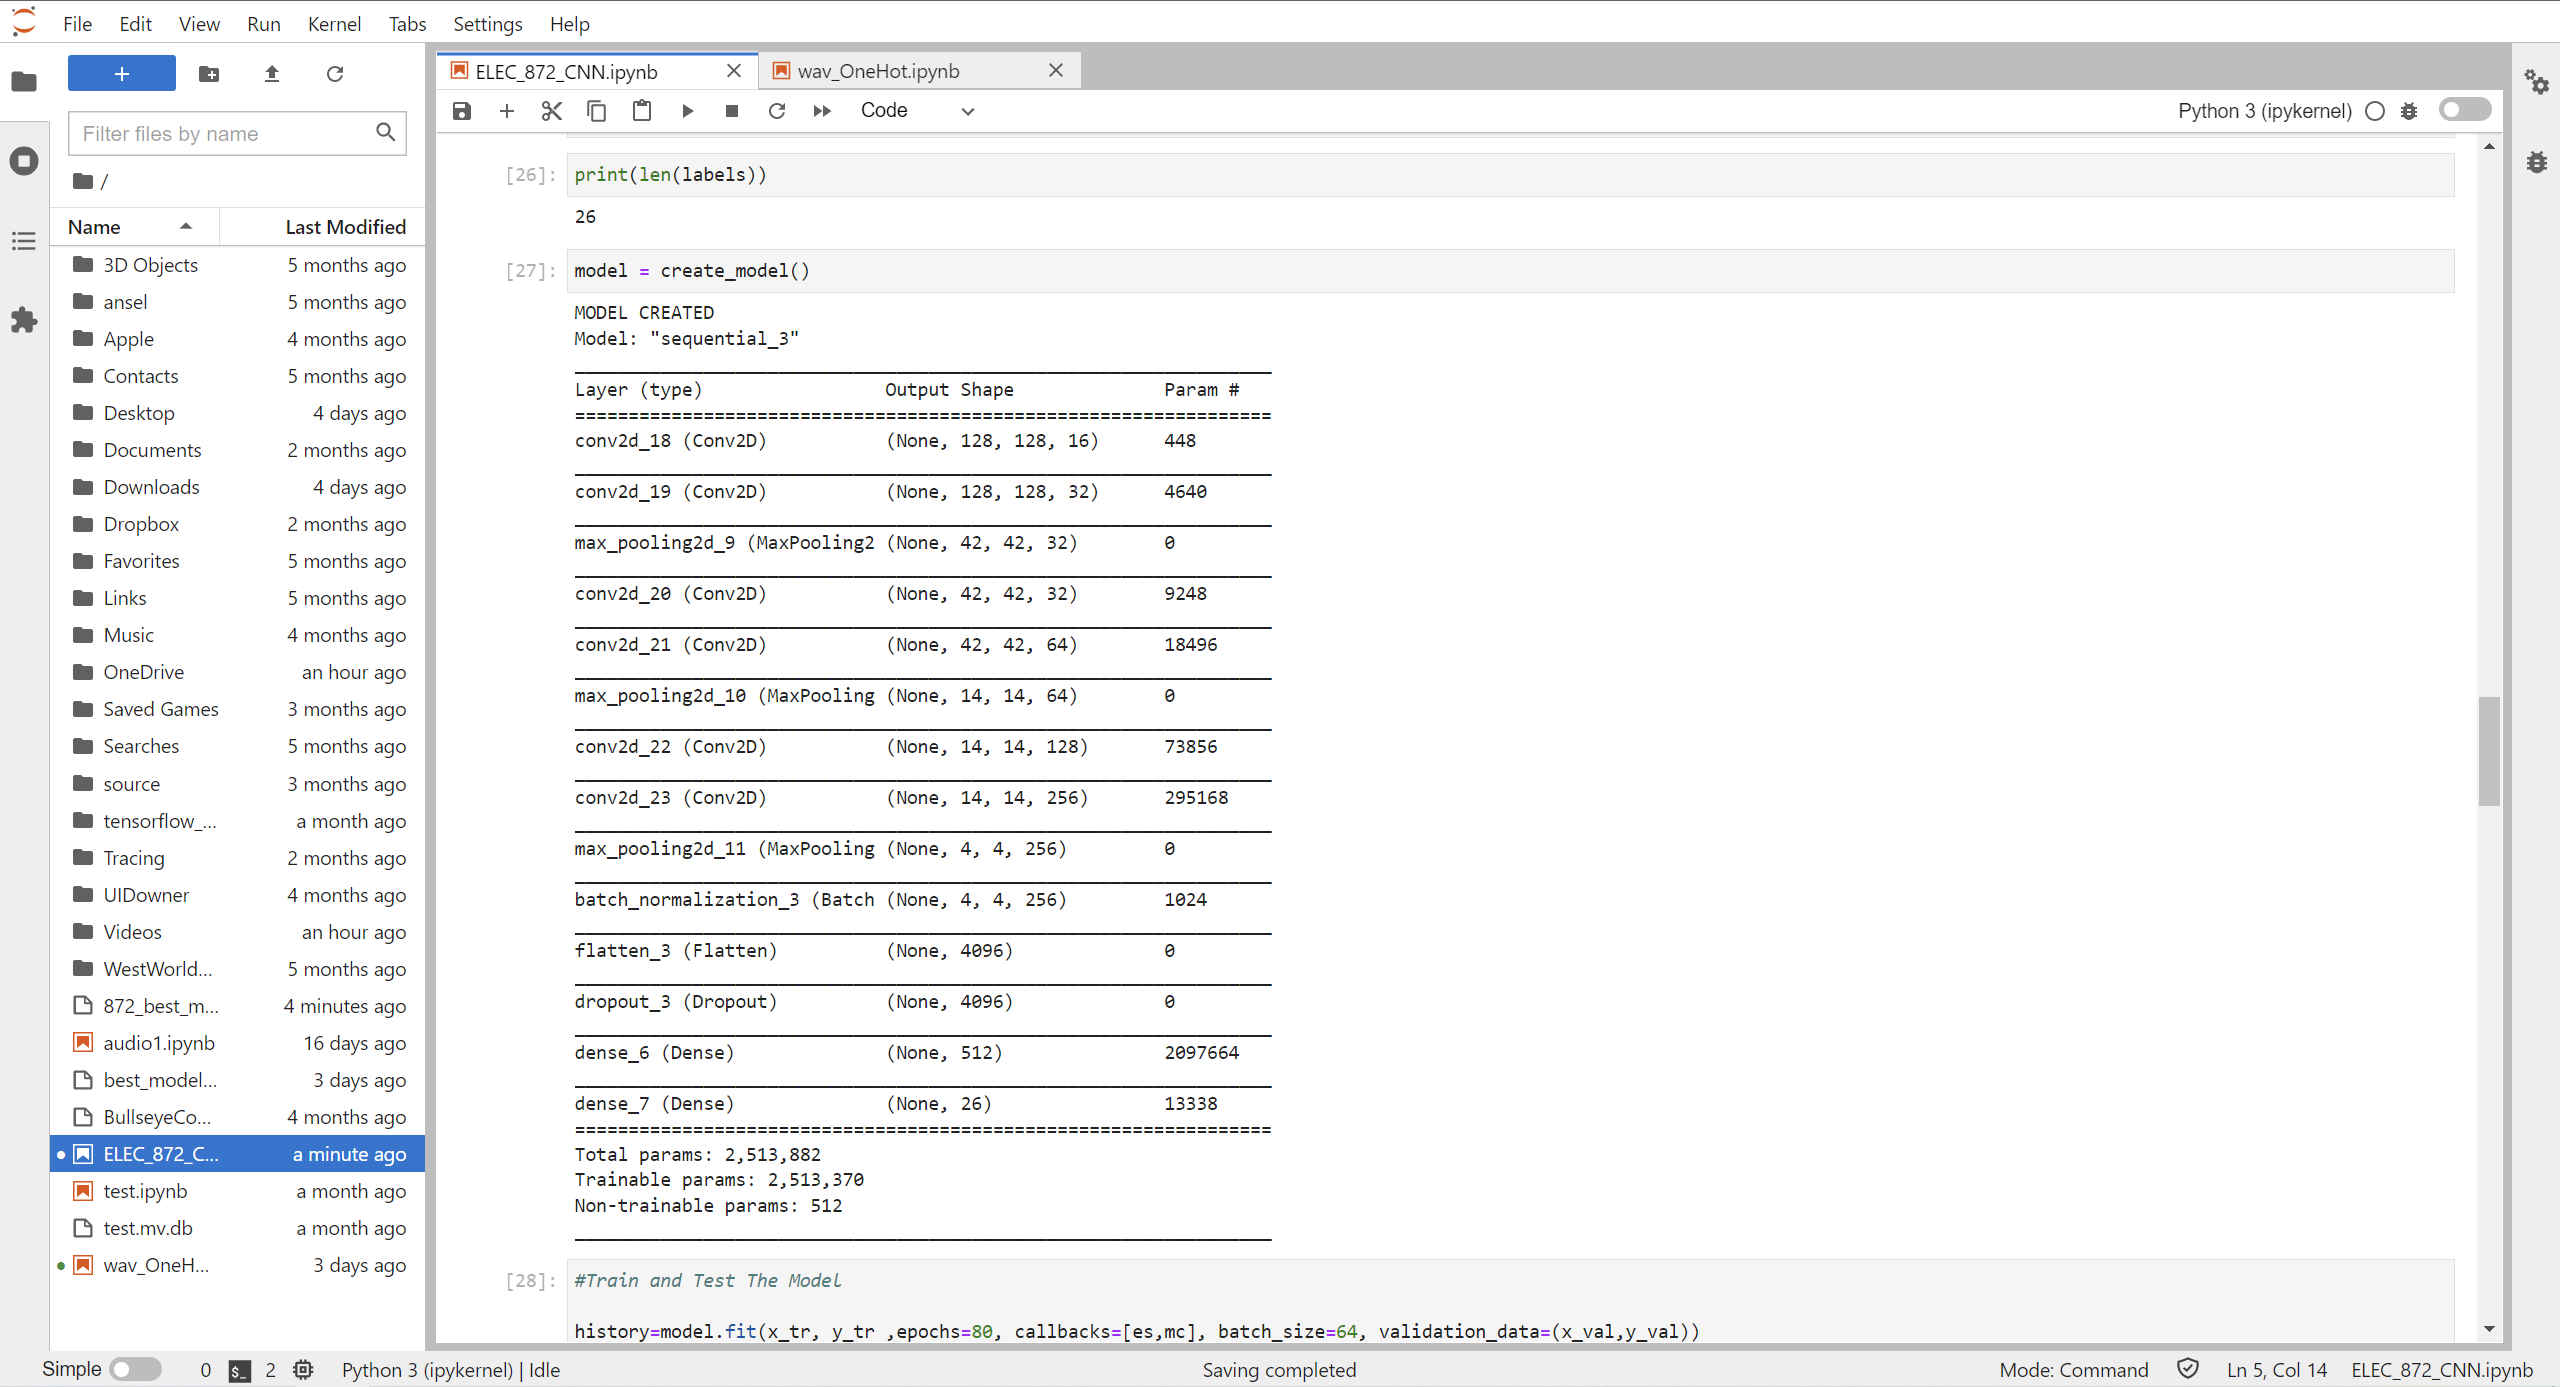 File Edit View Run Kernel Tabs Settings Help
Filter files by name
/
Name Last Modified
3D Objects 5 months ago
ansel 5 months ago
Apple 4 months ago
Contacts 5 months ago
Desktop 4 days ago
Documents 2 months ago
Downloads 4 days ago
Dropbox 2 months ago
Favorites 5 months ago
Links 5 months ago
Music 4 months ago
OneDrive an hour ago
Saved Games 3 months ago
Searches 5 months ago
source 3 months ago
tensorflow_... a month ago
Tracing 2 months ago
UIDowner 4 months ago
Videos an hour ago
WestWorld... 5 months ago
872_best_m... 4 minutes ago
audio1.ipynb 16 days ago
best_model... 3 days ago
BullseyeCo... 4 months ago
ELEC_872_C... a minute ago
test.ipynb a month ago
test.mv.db a month ago
wav_OneH... 3 days ago
ELEC_872_CNN.ipynb wav_OneHot.ipynb
Code Python 3 (ipykernel)
[26]: print(len(labels))
26
[27]: model = create_model()
MODEL CREATED
Model: "sequential_3"
_________________________________________________________________
Layer (type) Output Shape Param #
=================================================================
conv2d_18 (Conv2D) (None, 128, 128, 16) 448
_________________________________________________________________
conv2d_19 (Conv2D) (None, 128, 128, 32) 4640
_________________________________________________________________
max_pooling2d_9 (MaxPooling2 (None, 42, 42, 32) 0
_________________________________________________________________
conv2d_20 (Conv2D) (None, 42, 42, 32) 9248
_________________________________________________________________
conv2d_21 (Conv2D) (None, 42, 42, 64) 18496
_________________________________________________________________
max_pooling2d_10 (MaxPooling (None, 14, 14, 64) 0
_________________________________________________________________
conv2d_22 (Conv2D) (None, 14, 14, 128) 73856
_________________________________________________________________
conv2d_23 (Conv2D) (None, 14, 14, 256) 295168
_________________________________________________________________
max_pooling2d_11 (MaxPooling (None, 4, 4, 256) 0
_________________________________________________________________
batch_normalization_3 (Batch (None, 4, 4, 256) 1024
_________________________________________________________________
flatten_3 (Flatten) (None, 4096) 0
_________________________________________________________________
dropout_3 (Dropout) (None, 4096) 0
_________________________________________________________________
dense_6 (Dense) (None, 512) 2097664
_________________________________________________________________
dense_7 (Dense) (None, 26) 13338
=================================================================
Total params: 2,513,882
Trainable params: 2,513,370
Non-trainable params: 512
_________________________________________________________________
[28]: #Train and Test The Model
history=model.fit(x_tr, y_tr ,epochs=80, callbacks=[es,mc], batch_size=64, validation_data=(x_val,y_val))
Simple 0 $_ 2 Python 3 (ipykernel) | Idle Saving completed Mode: Command Ln 5, Col 14 ELEC_872_CNN.ipynb